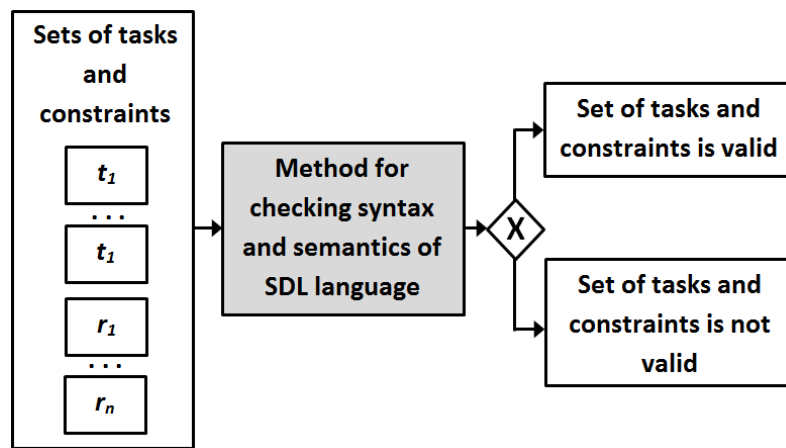 Sets of tasks
and
constraints
t1
...
t1
r1
...
rn
Method for
checking syntax
and semantics of
SDL language
X
Set of tasks and
constraints is valid
Set of tasks and
constraints is not
valid